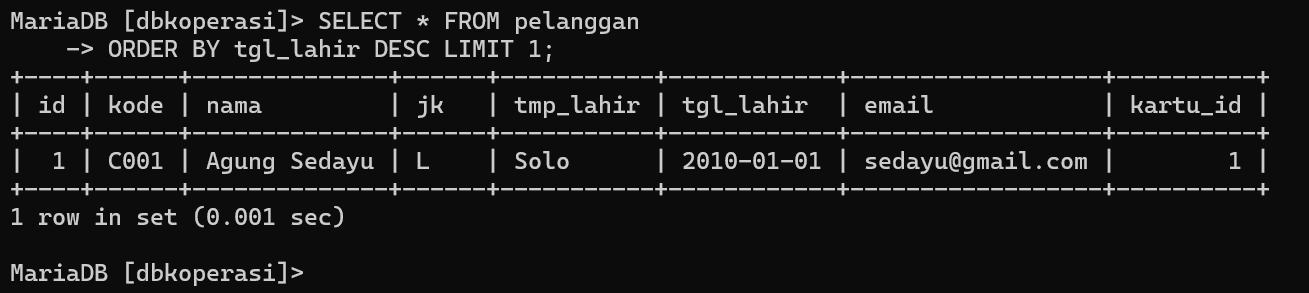 MariaDB [dbkoperasi]> SELECT * FROM pelanggan
    -> ORDER BY tgl_lahir DESC LIMIT 1;
+----+------+--------------+------+-----------+------------+------------------+----------+
| id | kode | nama         | jk   | tmp_lahir | tgl_lahir  | email            | kartu_id |
+----+------+--------------+------+-----------+------------+------------------+----------+
|  1 | C001 | Agung Sedayu | L    | Solo      | 2010-01-01 | sedayu@gmail.com |        1 |
+----+------+--------------+------+-----------+------------+------------------+----------+
1 row in set (0.001 sec)

MariaDB [dbkoperasi]>